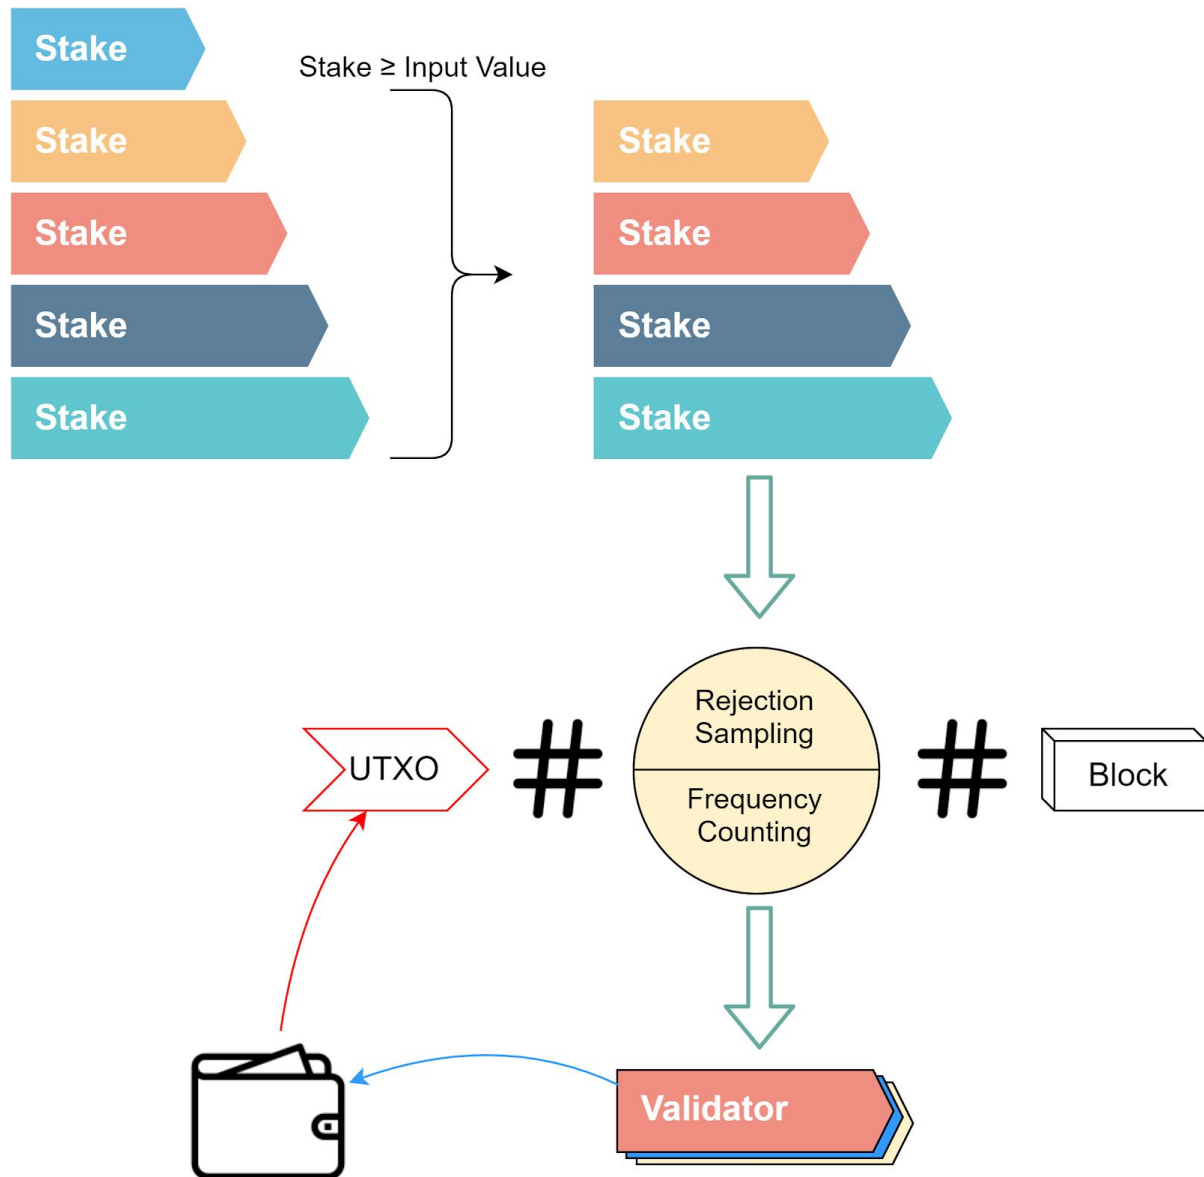 Stake
Stake ≥ Input Value
Stake
Stake
Stake
Stake
Stake
Stake
Stake
Stake
Rejection
Sampling
Frequency
Counting
UTXO
#
#
Block
Validator